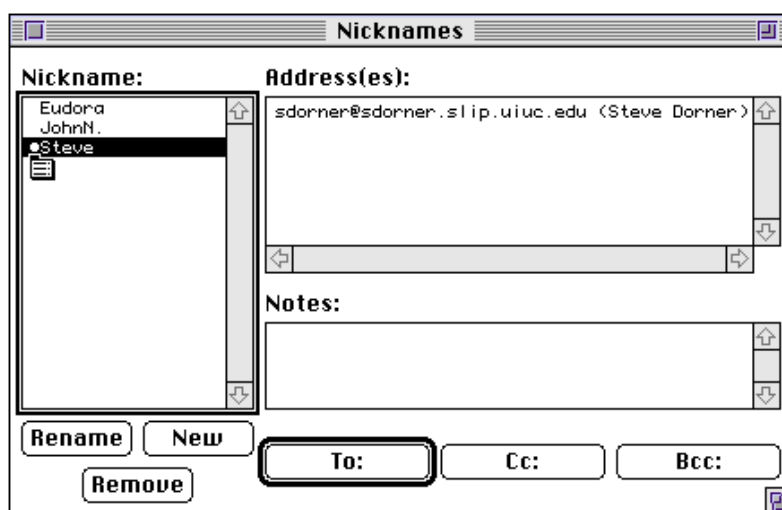 Nicknames
Nickname:
Eudora
JohnN.
Steve
Address(es):
sdorner@sdorner.slip.uiuc.edu (Steve Dorner)
Notes:
Rename
New
Remove
To:
Cc:
Bcc: